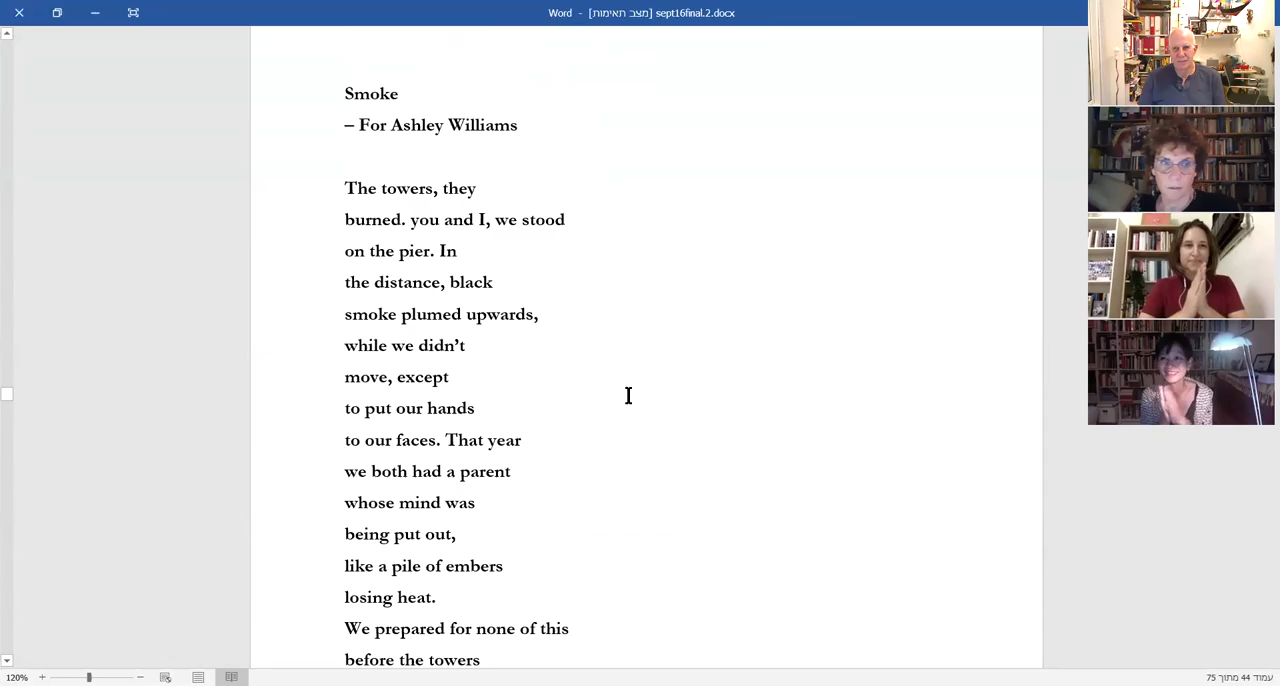 sept16final.2.docx [מצב תאימות] - Word
Smoke
– For Ashley Williams
The towers, they
burned. you and I, we stood
on the pier. In
the distance, black
smoke plumed upwards,
while we didn’t
move, except
to put our hands
to our faces. That year
we both had a parent
whose mind was
being put out,
like a pile of embers
losing heat.
We prepared for none of this
before the towers
120%
עמוד 44 מתוך 75